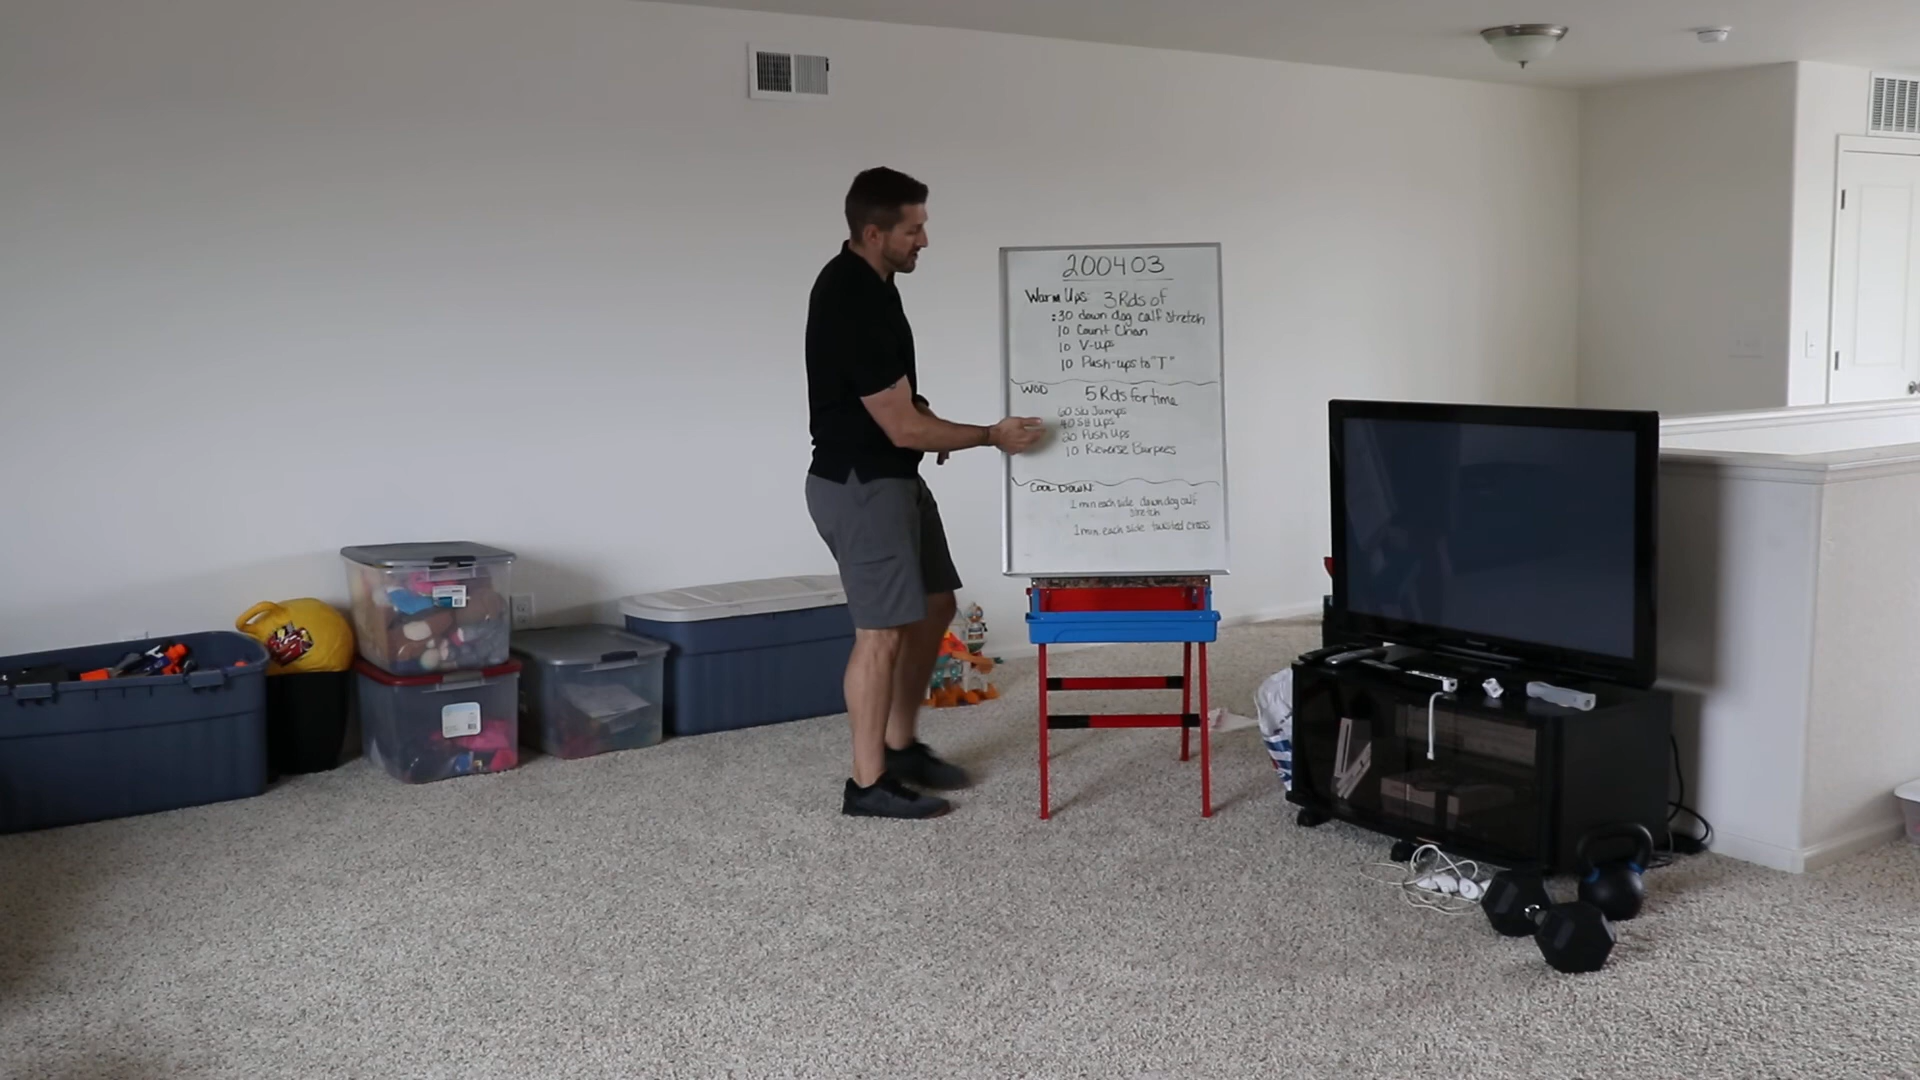 200403
Warm Ups: 3 Rds of
:30 down dog calf stretch
10 Count Chan
10 V-ups
10 Push-ups to "T"
WOD 5 Rds for time
60 Ski Jumps
40 Sit Ups
20 Push Ups
10 Reverse Burpees
Cool Down:
1 min each side down dog calf
stretch
1 min each side twisted cross